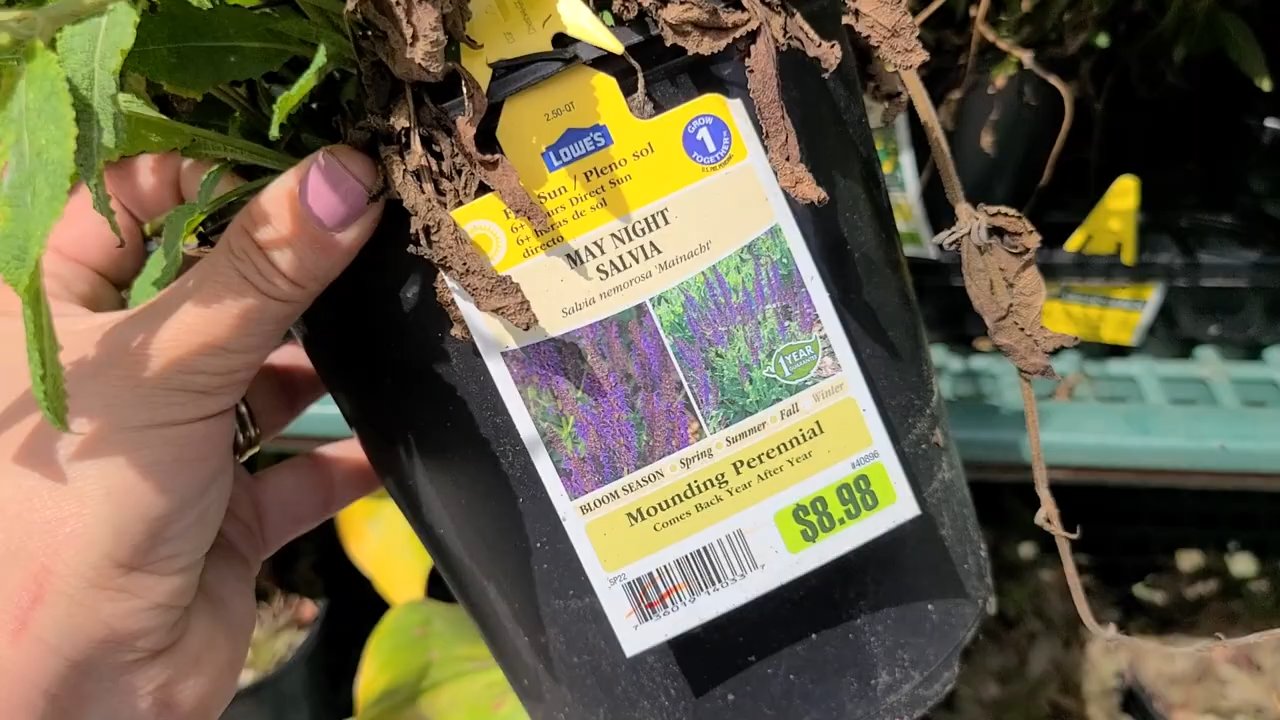 2.50-QT
LOWE'S
GROW
1
TOGETHER
Sun / Pleno sol
Direct Sun
6+ horas de sol
directo
MAY NIGHT
SALVIA
Salvia nemorosa 'Mainacht'
1 YEAR
BLOOM SEASON Spring Summer Fall Winter
Mounding Perennial
Comes Back Year After Year
#40896
$8.98
SP22